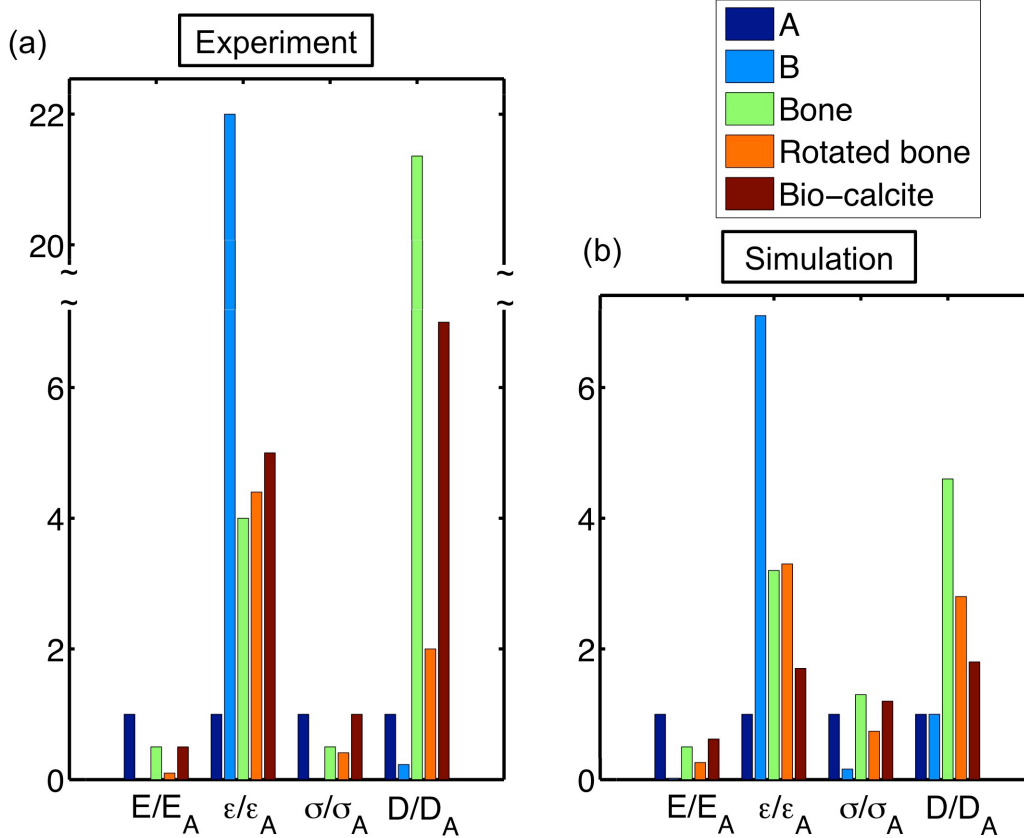 (a)
Experiment
22
20
~ ~
~ ~
6
4
2
0
E/E_A ε/ε_A σ/σ_A D/D_A
A
B
Bone
Rotated bone
Bio–calcite
(b)
Simulation
6
4
2
0
E/E_A ε/ε_A σ/σ_A D/D_A